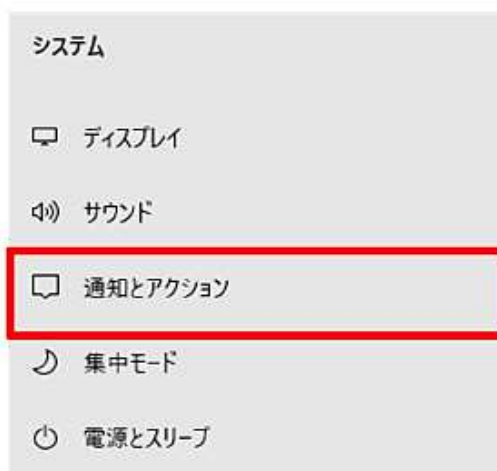 システム
ディスプレイ
サウンド
通知とアクション
集中モード
電源とスリープ